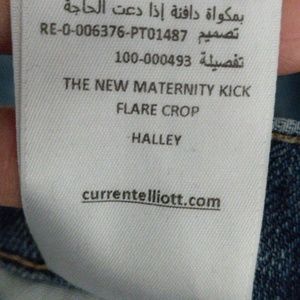 بمكواة دافئة إذا دعت الحاجة
تصميم RE-0-006376-PT01487
تفصيلة 100-000493
THE NEW MATERNITY KICK
FLARE CROP
HALLEY
currentelliott.com